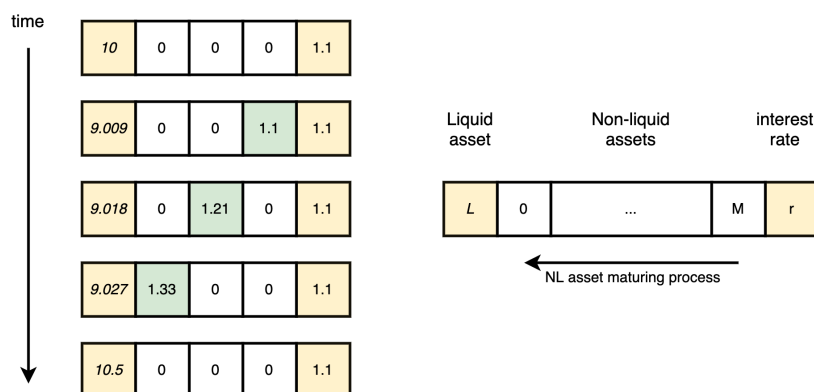 time
10 0 0 0 1.1
9.009 0 0 1.1 1.1
9.018 0 1.21 0 1.1
9.027 1.33 0 0 1.1
10.5 0 0 0 1.1
Liquid
asset
Non-liquid
assets
interest
rate
L 0 ... M r
NL asset maturing process